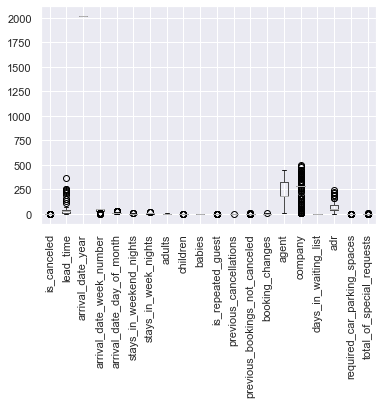 2000
1750
1500
1250
1000
750
500
250
0
is_canceled
lead_time
arrival_date_year
arrival_date_week_number
arrival_date_day_of_month
stays_in_weekend_nights
stays_in_week_nights
adults
children
babies
is_repeated_guest
previous_cancellations
previous_bookings_not_canceled
booking_changes
agent
company
days_in_waiting_list
adr
required_car_parking_spaces
total_of_special_requests